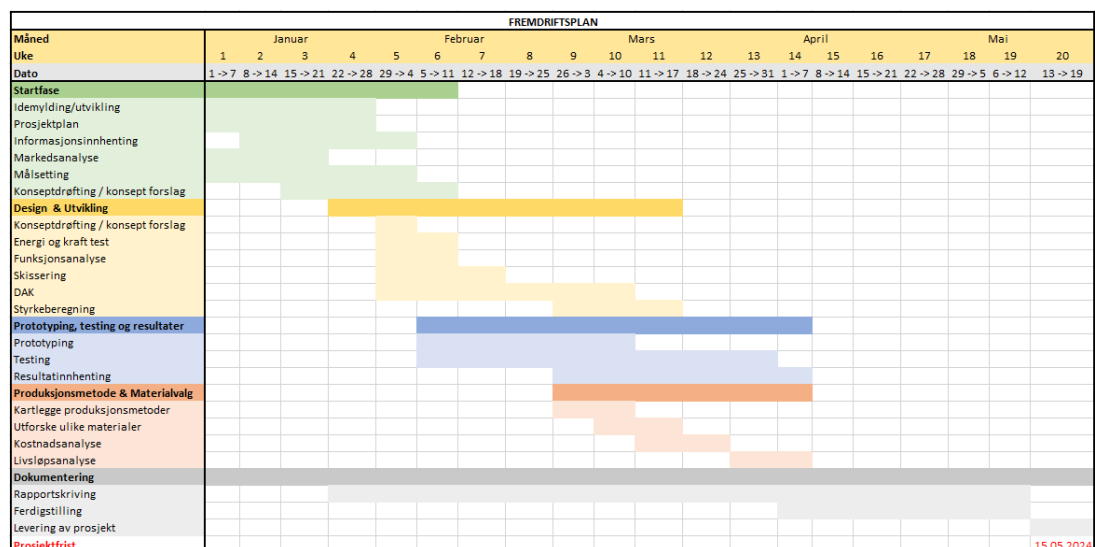 FREMDRIFTSPLAN
Måned Januar Februar Mars April Mai
Uke 1 2 3 4 5 6 7 8 9 10 11 12 13 14 15 16 17 18 19 20
Dato 1 -> 7 8 -> 14 15 -> 21 22 -> 28 29 -> 4 5 -> 11 12 -> 18 19 -> 25 26 -> 3 4 -> 10 11 -> 17 18 -> 24 25 -> 31 1 -> 7 8 -> 14 15 -> 21 22 -> 28 29 -> 5 6 -> 12 13 -> 19
Startfase
Idemylding/utvikling
Prosjektplan
Informasjonsinnhenting
Markedsanalyse
Målsetting
Konseptdrøfting / konsept forslag
Design & Utvikling
Konseptdrøfting / konsept forslag
Energi og kraft test
Funksjonsanalyse
Skissering
DAK
Styrkeberegning
Prototyping, testing og resultater
Prototyping
Testing
Resultatinnhenting
Produksjonsmetode & Materialvalg
Kartlegge produksjonsmetoder
Utforske ulike materialer
Kostnadsanalyse
Livsløpsanalyse
Dokumentering
Rapportskriving
Ferdigstilling
Levering av prosjekt
Prosjektfrist 15.05.2024